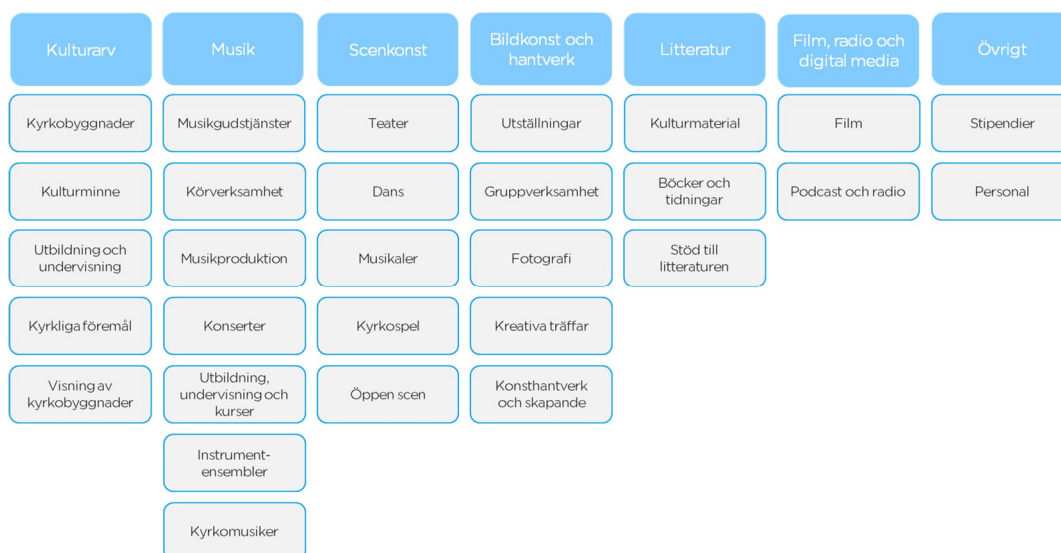 Kulturarv
Musik
Scenkonst
Bildkonst och
hantverk
Litteratur
Film, radio och
digital media
Övrigt
Kyrkobyggnader
Musikgudstjänster
Teater
Utställningar
Kulturmaterial
Film
Stipendier
Kulturminne
Körverksamhet
Dans
Gruppverksamhet
Böcker och
tidningar
Podcast och radio
Personal
Utbildning och
undervisning
Musikproduktion
Musikaler
Fotografi
Stöd till
litteraturen
Kyrkliga föremål
Konserter
Kyrkospel
Kreativa träffar
Visning av
kyrkobyggnader
Utbildning,
undervisning och
kurser
Öppen scen
Konsthantverk
och skapande
Instrument-
ensembler
Kyrkomusiker